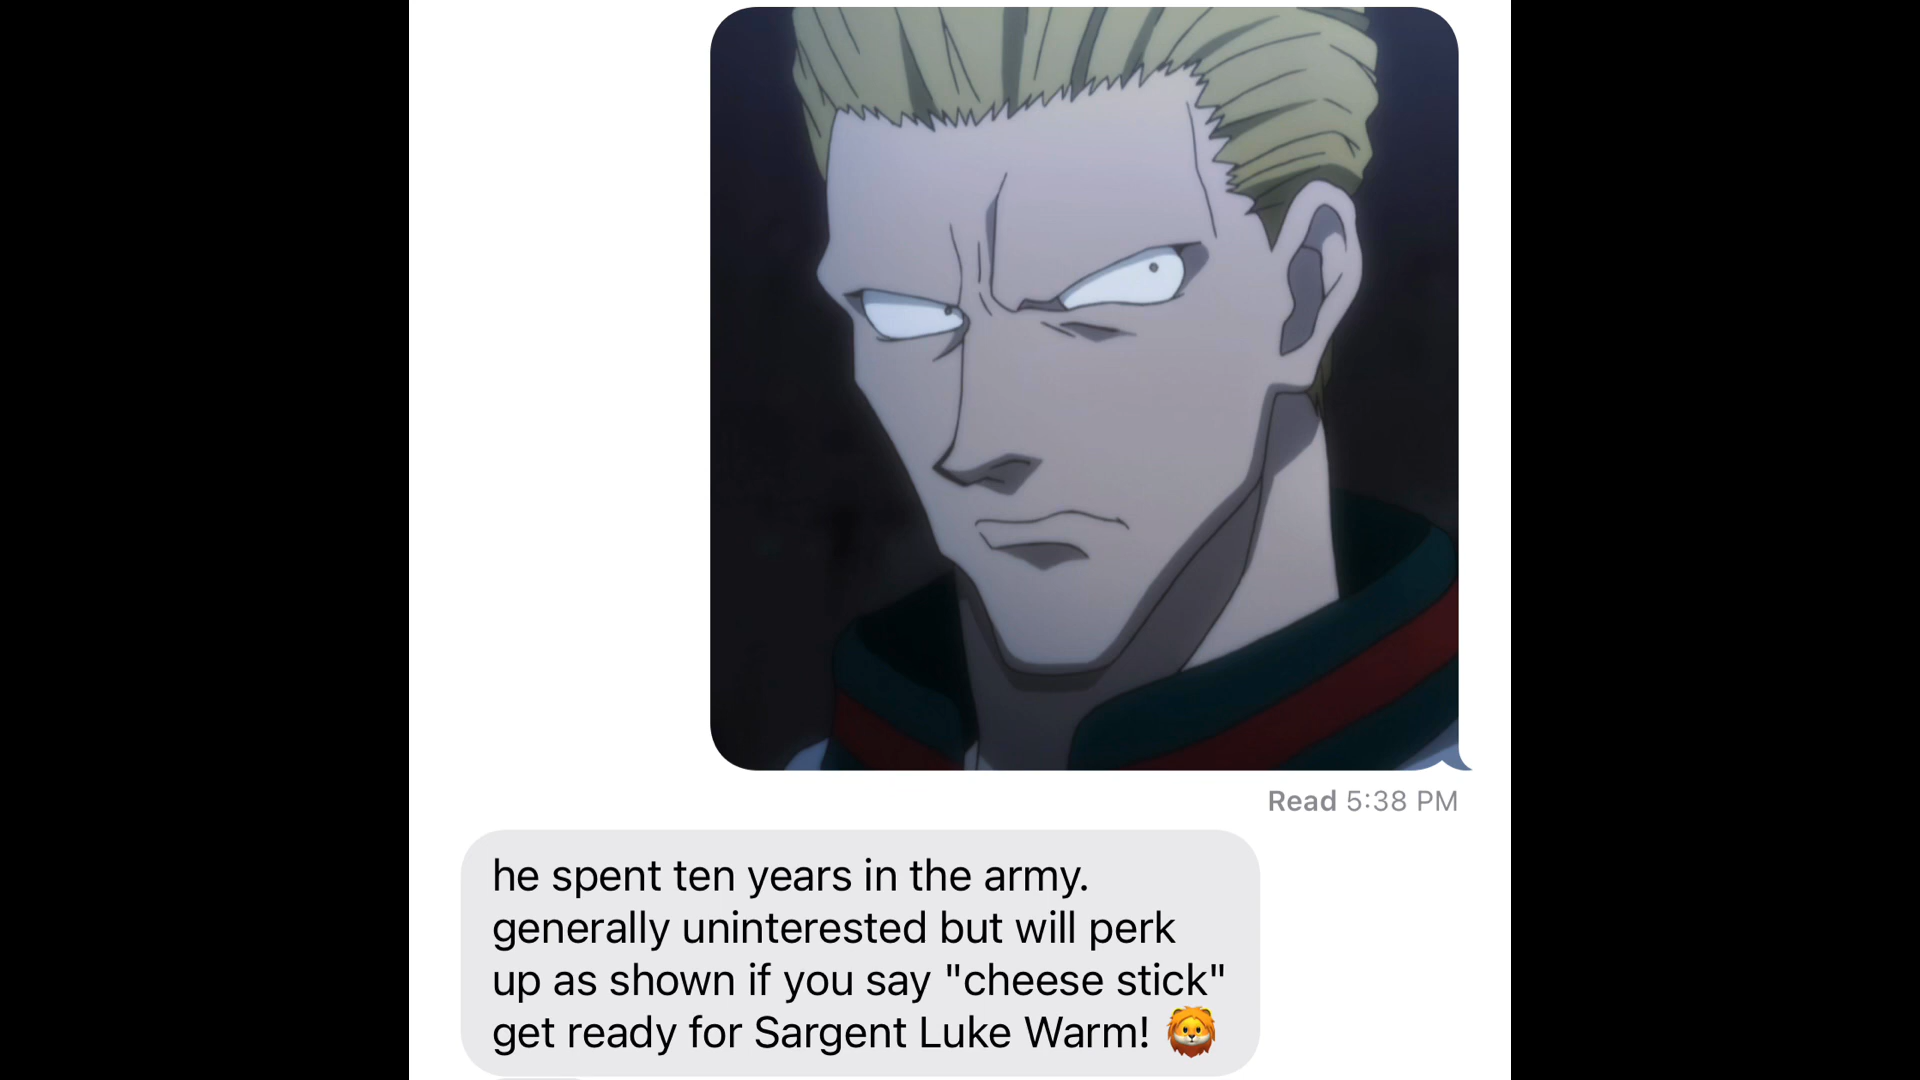 Read 5:38 PM
he spent ten years in the army.
generally uninterested but will perk
up as shown if you say "cheese stick"
get ready for Sargent Luke Warm! 🦁